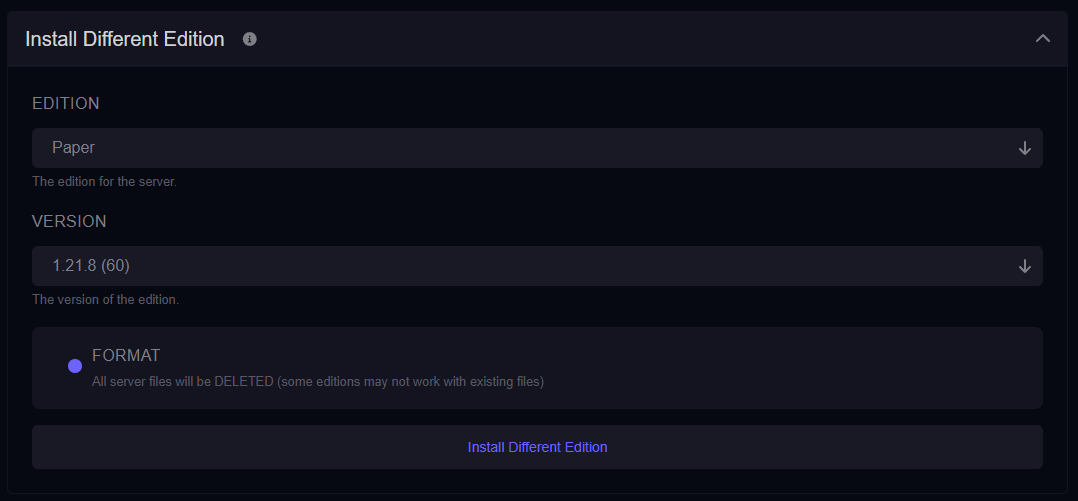 Install Different Edition
EDITION
Paper
The edition for the server.
VERSION
1.21.8 (60)
The version of the edition.
FORMAT
All server files will be DELETED (some editions may not work with existing files)
Install Different Edition